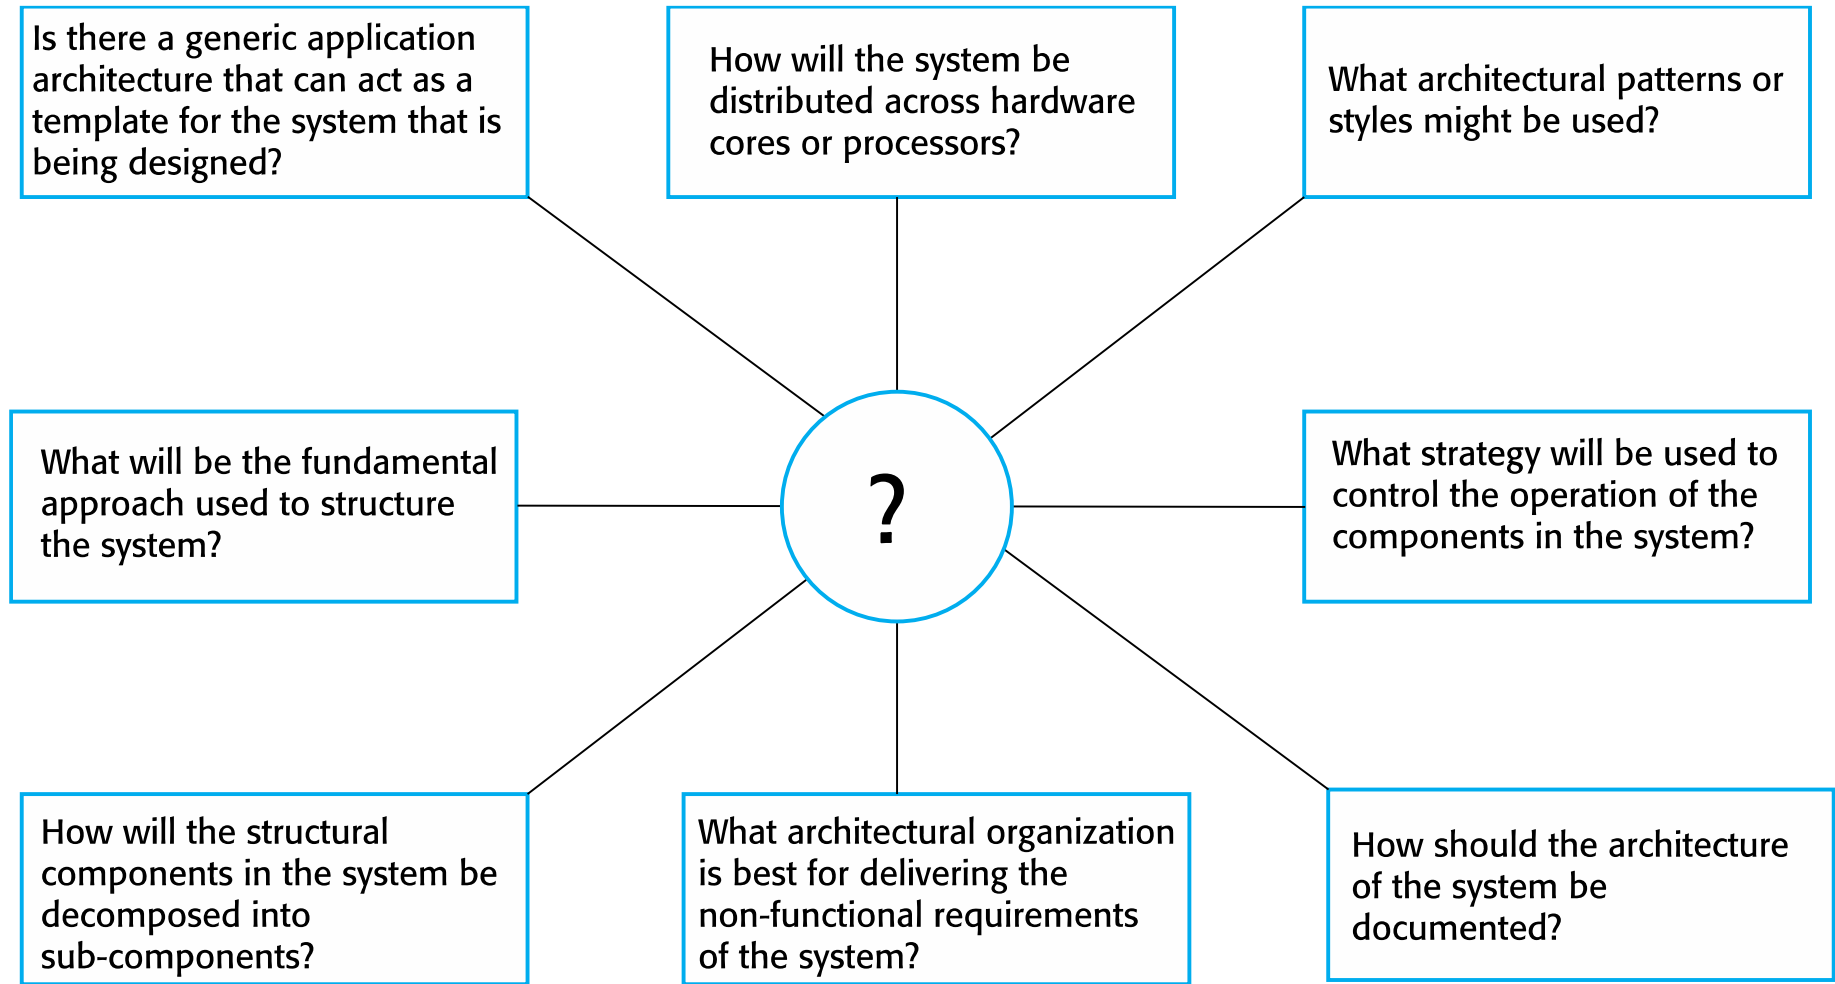 Is there a generic application
architecture that can act as a
template for the system that is
being designed?
How will the system be
distributed across hardware
cores or processors?
What architectural patterns or
styles might be used?
What will be the fundamental
approach used to structure
the system?
?
What strategy will be used to
control the operation of the
components in the system?
How will the structural
components in the system be
decomposed into
sub-components?
What architectural organization
is best for delivering the
non-functional requirements
of the system?
How should the architecture
of the system be
documented?